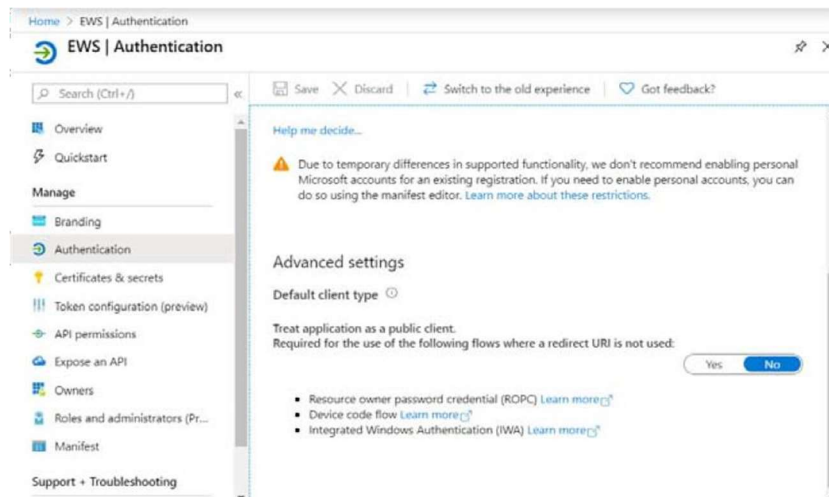 Home > EWS | Authentication
EWS | Authentication
Search (Ctrl+/)
Overview
Quickstart
Manage
Branding
Authentication
Certificates & secrets
Token configuration (preview)
API permissions
Expose an API
Owners
Roles and administrators (Pr...
Manifest
Support + Troubleshooting
Save Discard Switch to the old experience Got feedback?
Help me decide...
Due to temporary differences in supported functionality, we don't recommend enabling personal
Microsoft accounts for an existing registration. If you need to enable personal accounts, you can
do so using the manifest editor. Learn more about these restrictions.
Advanced settings
Default client type
Treat application as a public client.
Required for the use of the following flows where a redirect URI is not used:
Yes No
Resource owner password credential (ROPC) Learn more
Device code flow Learn more
Integrated Windows Authentication (IWA) Learn more